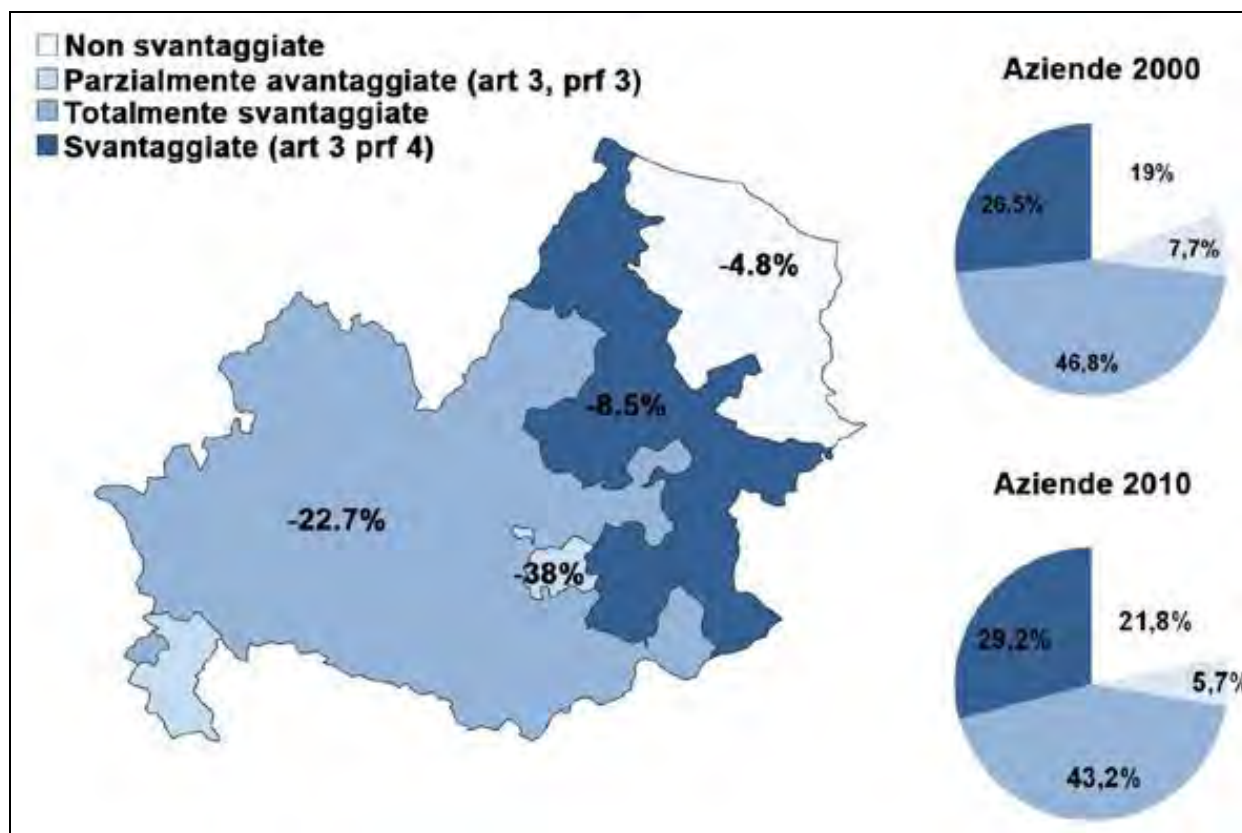 Non svantaggiate
Parzialmente avantaggiate (art 3, prf 3)
Totalmente svantaggiate
Svantaggiate (art 3 prf 4)
-4.8%
-8.5%
-22.7%
-38%
Aziende 2000
19%
26,5%
7,7%
46,8%
Aziende 2010
21,8%
29,2%
5,7%
43,2%